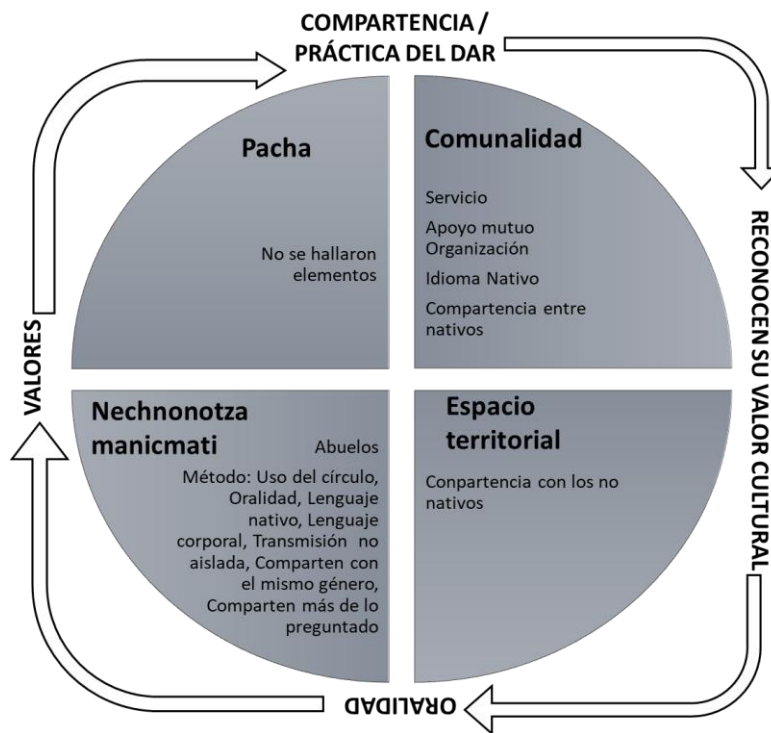 COMPARTENCIA /
PRÁCTICA DEL DAR
Pacha
No se hallaron
elementos
Comunalidad
Servicio
Apoyo mutuo
Organización
Idioma Nativo
Compartencia entre
nativos
RECONOCEN SU VALOR CULTURAL
VALORES
Nechnonotza
manicmati
Abuelos
Método: Uso del círculo,
Oralidad, Lenguaje
nativo, Lenguaje
corporal, Transmisión no
aislada, Comparten con
el mismo género,
Comparten más de lo
preguntado
Espacio
territorial
Conpartencia con los no
nativos
ORALIDAD